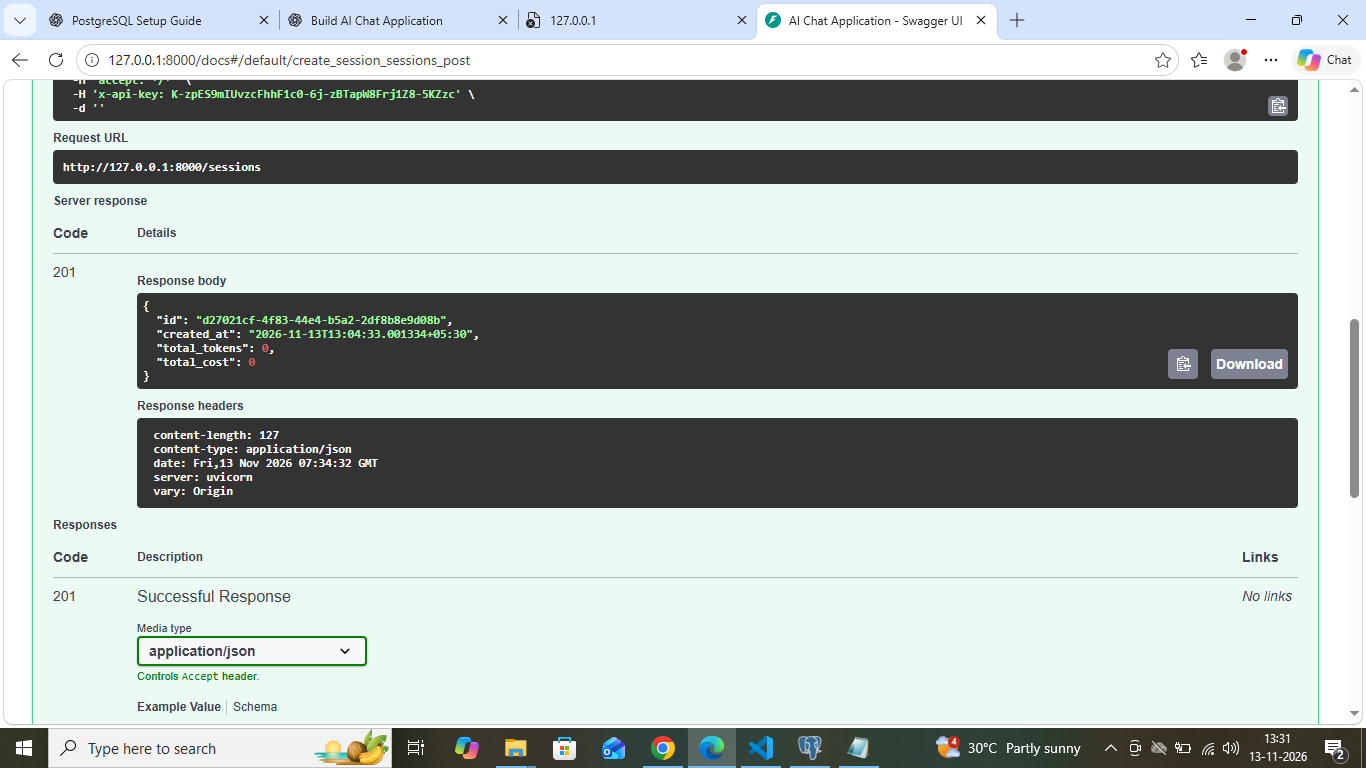 PostgreSQL Setup Guide
Build AI Chat Application
127.0.0.1
AI Chat Application - Swagger UI
127.0.0.1:8000/docs#/default/create_session_sessions_post
Chat
-H 'accept: */*' \
-H 'x-api-key: K-zpES9mIUvzcFhhF1c0-6j-zBTapW8Frj1Z8-5KZzc' \
-d ''
Request URL
http://127.0.0.1:8000/sessions
Server response
Code Details
201
Response body
{
"id": "d27021cf-4f83-44e4-b5a2-2df8b8e9d08b",
"created_at": "2026-11-13T13:04:33.001334+05:30",
"total_tokens": 0,
"total_cost": 0
}
Download
Response headers
content-length: 127
content-type: application/json
date: Fri,13 Nov 2026 07:34:32 GMT
server: uvicorn
vary: Origin
Responses
Code Description Links
201 Successful Response No links
Media type
application/json
Controls Accept header.
Example Value Schema
Type here to search
4
30°C Partly sunny
13:31
13-11-2026
2